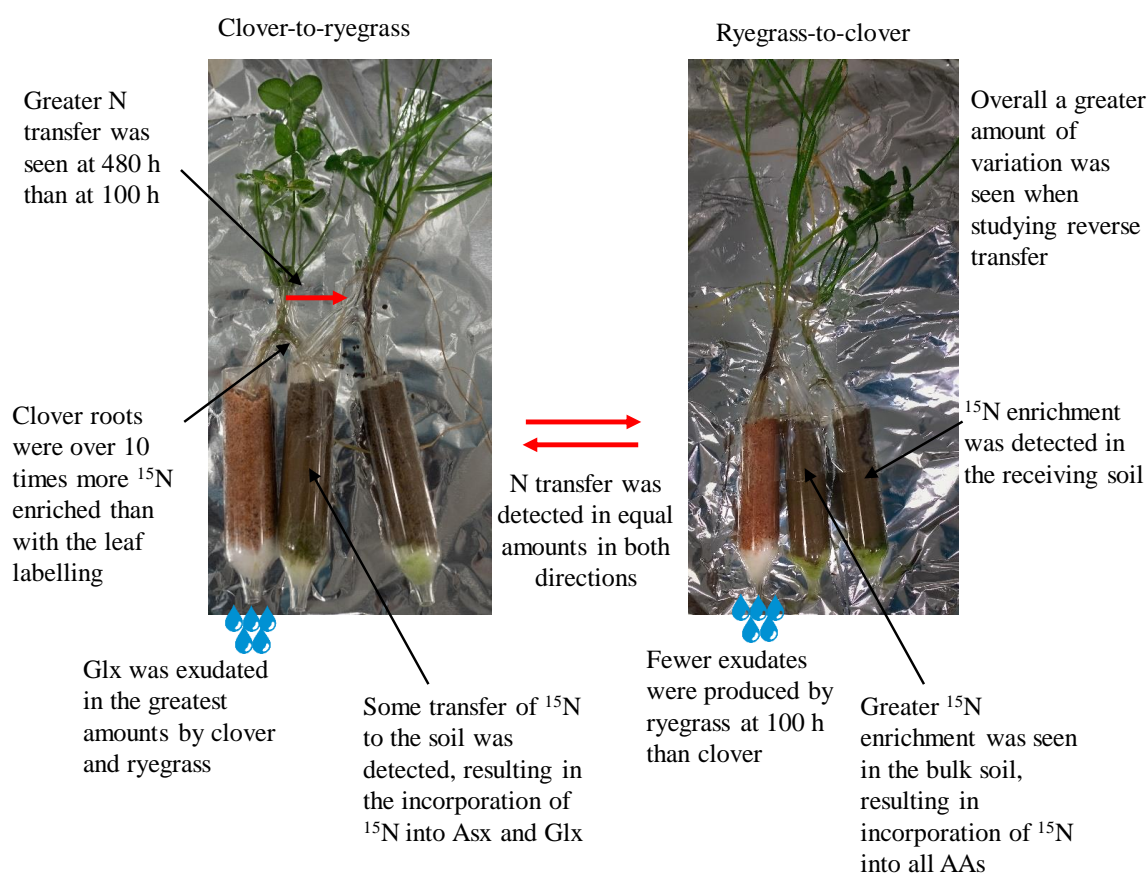 Clover-to-ryegrass
Ryegrass-to-clover
Greater N
transfer was
seen at 480 h
than at 100 h
Overall a greater
amount of
variation was
seen when
studying reverse
transfer
Clover roots
were over 10
times more ¹⁵N
enriched than
with the leaf
labelling
N transfer was
detected in equal
amounts in both
directions
¹⁵N enrichment
was detected in
the receiving soil
Glx was exudated
in the greatest
amounts by clover
and ryegrass
Some transfer of ¹⁵N
to the soil was
detected, resulting in
the incorporation of
¹⁵N into Asx and Glx
Fewer exudates
were produced by
ryegrass at 100 h
than clover
Greater ¹⁵N
enrichment was seen
in the bulk soil,
resulting in
incorporation of ¹⁵N
into all AAs